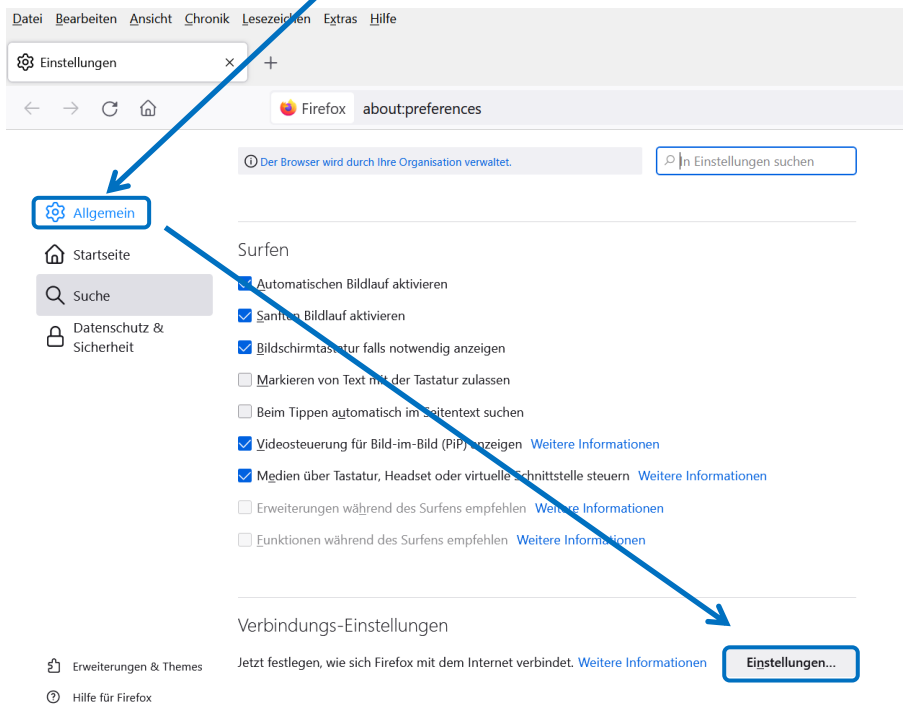 Datei Bearbeiten Ansicht Chronik Lesezeichen Extras Hilfe
Einstellungen
Firefox about:preferences
Der Browser wird durch Ihre Organisation verwaltet.
In Einstellungen suchen
Allgemein
Startseite
Suche
Datenschutz &
Sicherheit
Surfen
Automatischen Bildlauf aktivieren
Sanften Bildlauf aktivieren
Bildschirmtastatur falls notwendig anzeigen
Markieren von Text mit der Tastatur zulassen
Beim Tippen automatisch im Seitentext suchen
Videosteuerung für Bild-im-Bild (PiP) anzeigen Weitere Informationen
Medien über Tastatur, Headset oder virtuelle Schnittstelle steuern Weitere Informationen
Erweiterungen während des Surfens empfehlen Weitere Informationen
Funktionen während des Surfens empfehlen Weitere Informationen
Verbindungs-Einstellungen
Jetzt festlegen, wie sich Firefox mit dem Internet verbindet. Weitere Informationen Einstellungen...
Erweiterungen & Themes
Hilfe für Firefox